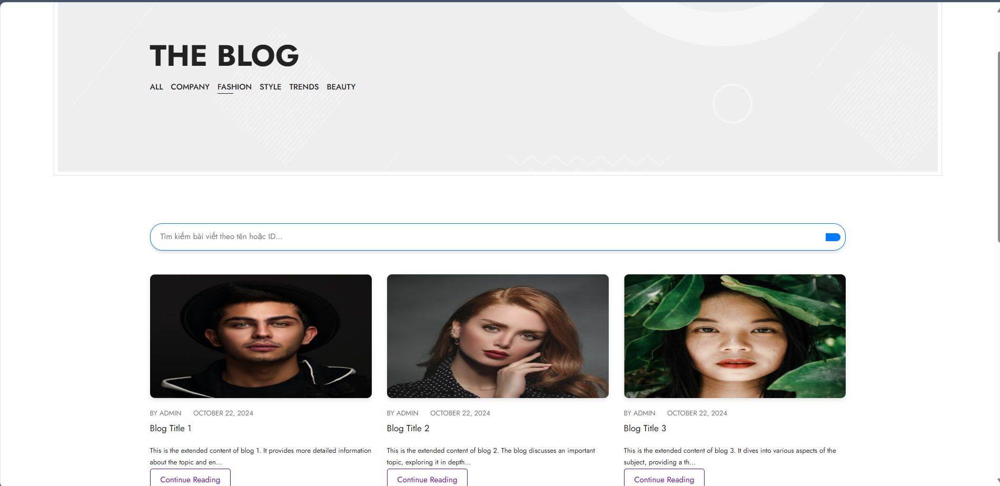 THE BLOG
ALL COMPANY FASHION STYLE TRENDS BEAUTY
Tìm kiếm bài viết theo tên hoặc ID...
BY ADMIN OCTOBER 22, 2024
Blog Title 1
This is the extended content of blog 1. It provides more detailed information
about the topic and en...
Continue Reading
BY ADMIN OCTOBER 22, 2024
Blog Title 2
This is the extended content of blog 2. The blog discusses an important
topic, exploring it in depth...
Continue Reading
BY ADMIN OCTOBER 22, 2024
Blog Title 3
This is the extended content of blog 3. It dives into various aspects of the
subject, providing a th...
Continue Reading